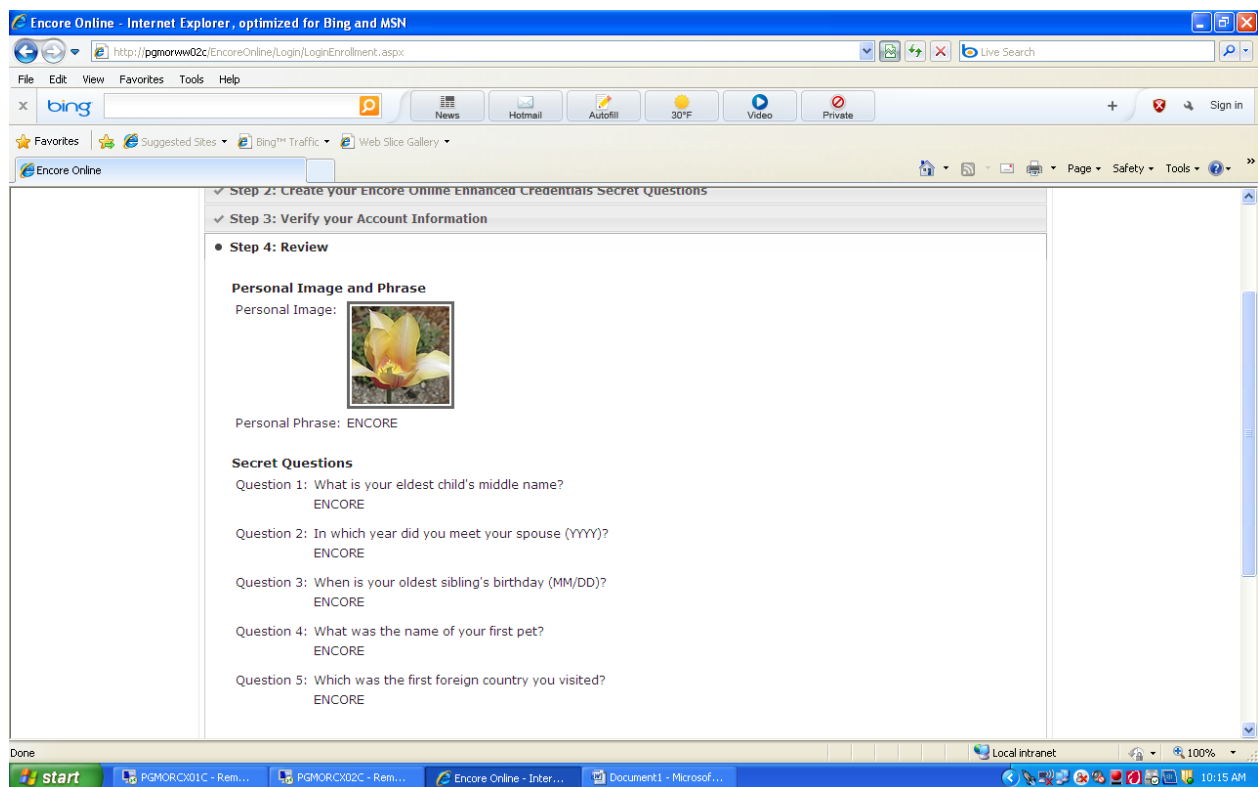 Encore Online - Internet Explorer, optimized for Bing and MSN
http://pgmorww02c/EncoreOnline/Login/LoginEnrollment.aspx
Live Search
File Edit View Favorites Tools Help
x bing News Hotmail Autofill 30°F Video Private + Sign in
Favorites Suggested Sites Bing™ Traffic Web Slice Gallery
Encore Online Page Safety Tools
Step 2: Create your Encore Online Enhanced Credentials Secret Questions
Step 3: Verify your Account Information
Step 4: Review
Personal Image and Phrase
Personal Image:
Personal Phrase: ENCORE
Secret Questions
Question 1: What is your eldest child's middle name?
ENCORE
Question 2: In which year did you meet your spouse (YYYY)?
ENCORE
Question 3: When is your oldest sibling's birthday (MM/DD)?
ENCORE
Question 4: What was the name of your first pet?
ENCORE
Question 5: Which was the first foreign country you visited?
ENCORE
Done Local intranet 100%
start PGMORCX01C - Rem... PGMORCX02C - Rem... Encore Online - Inter... Document1 - Microsof... 10:15 AM